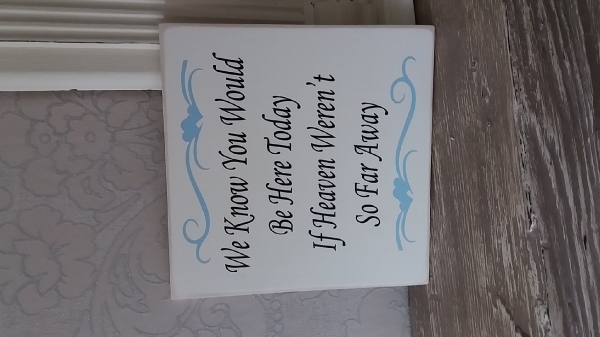 We Know You Would
Be Here Today
If Heaven Weren't
So Far Away